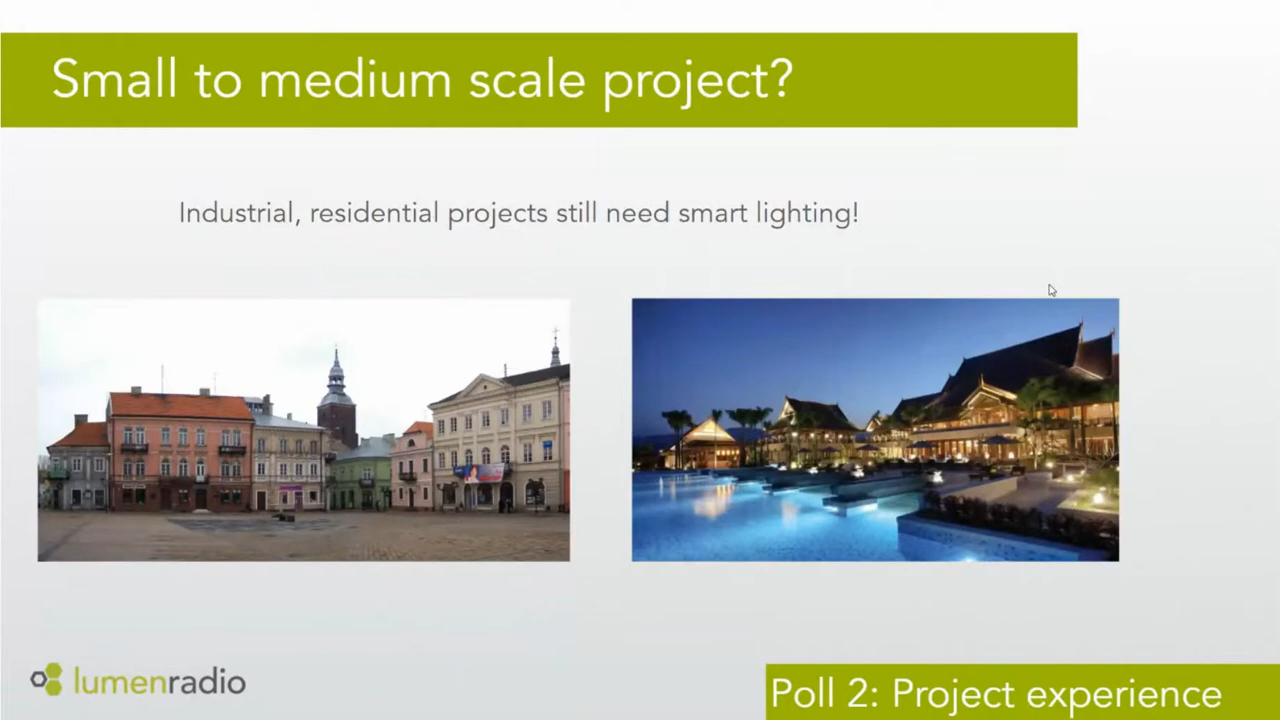 Small to medium scale project?
Industrial, residential projects still need smart lighting!
lumenradio
Poll 2: Project experience